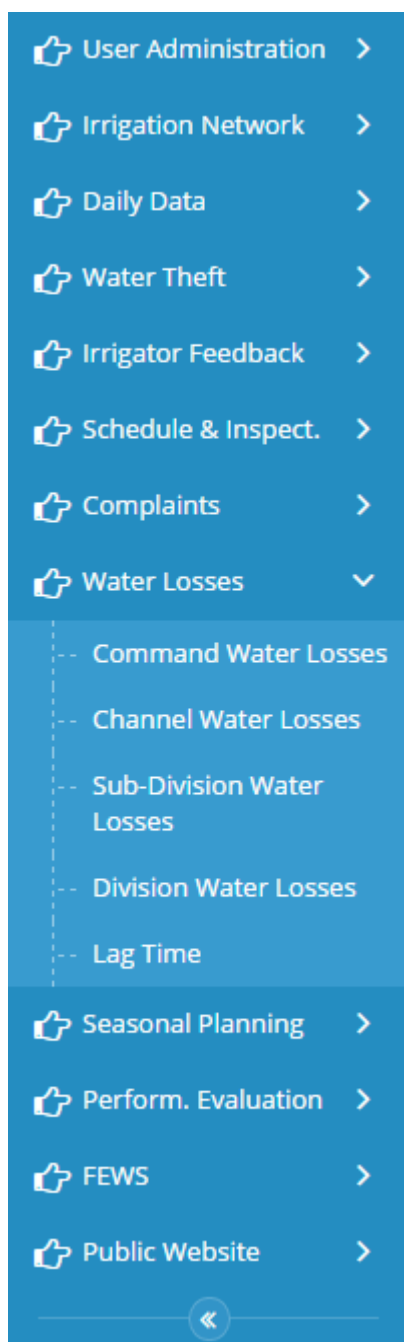 User Administration
Irrigation Network
Daily Data
Water Theft
Irrigator Feedback
Schedule & Inspect.
Complaints
Water Losses
Command Water Losses
Channel Water Losses
Sub-Division Water
Losses
Division Water Losses
Lag Time
Seasonal Planning
Perform. Evaluation
FEWS
Public Website